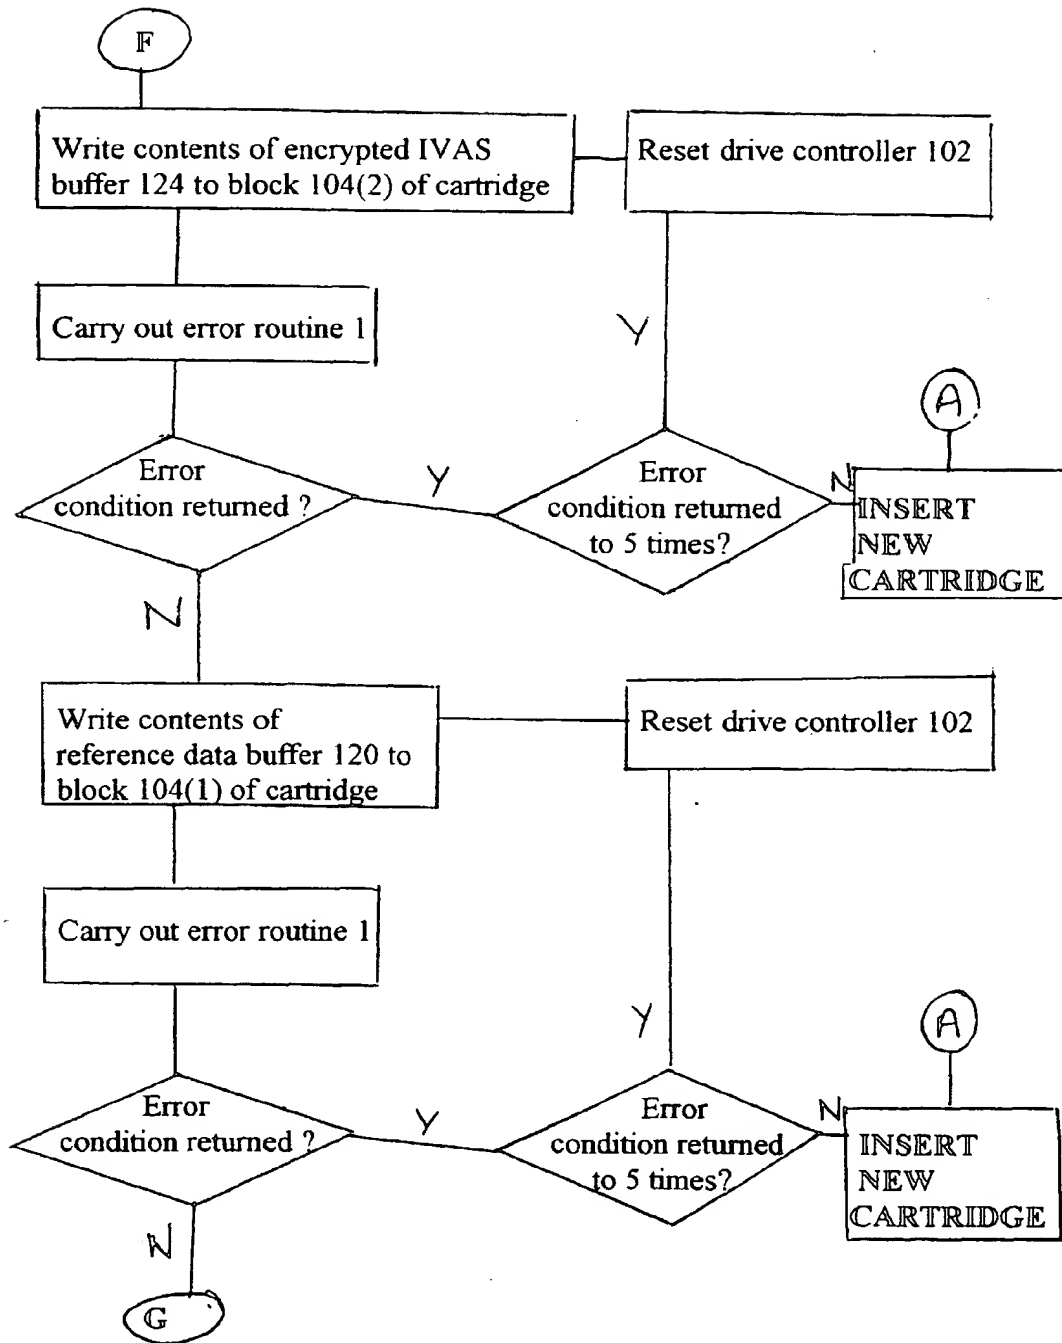 F
Write contents of encrypted IVAS
buffer 124 to block 104(2) of cartridge
Reset drive controller 102
Carry out error routine 1
Y
A
Error
condition returned ?
Y
Error
condition returned
to 5 times?
N
INSERT
NEW
CARTRIDGE
N
Write contents of
reference data buffer 120 to
block 104(1) of cartridge
Reset drive controller 102
Carry out error routine 1
Y
A
Error
condition returned ?
Y
Error
condition returned
to 5 times?
N
INSERT
NEW
CARTRIDGE
N
G